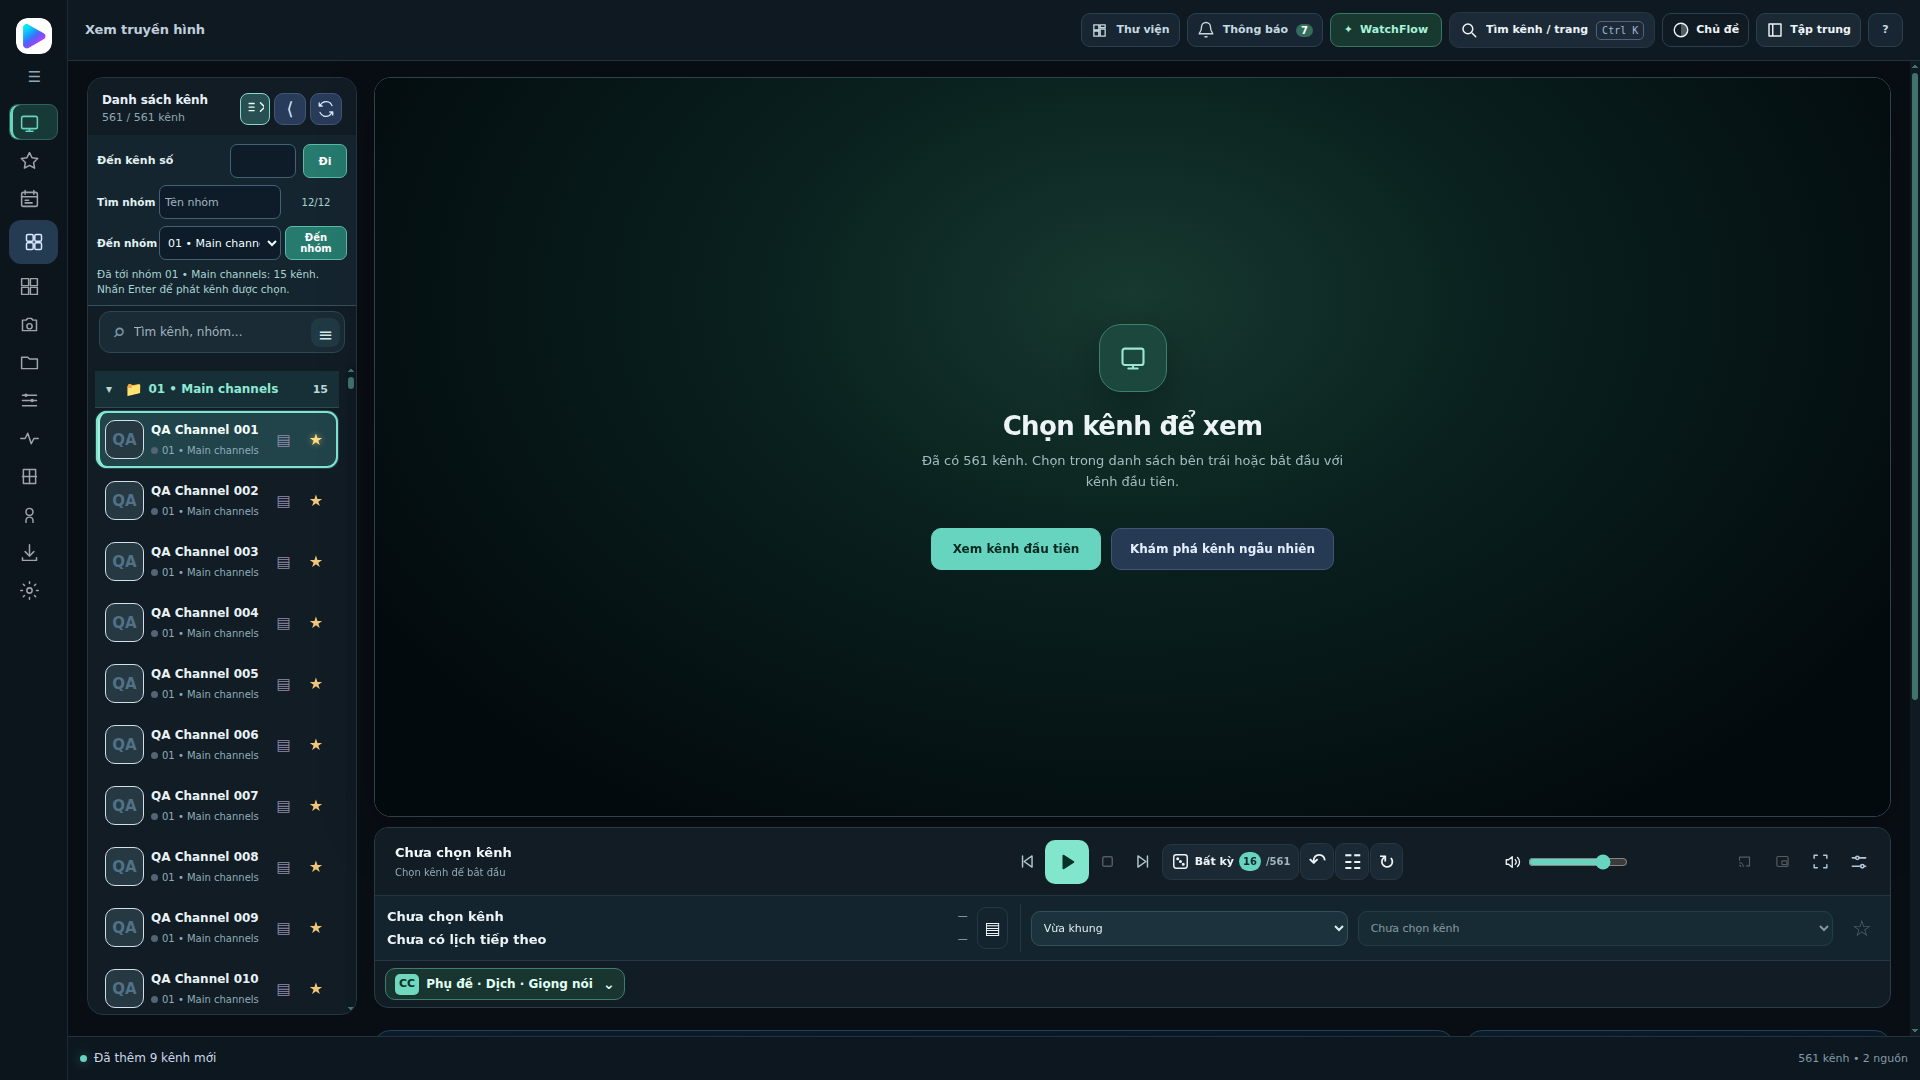 Xem truyền hình
Thư viện
Thông báo 7
WatchFlow
Tìm kênh / trang Ctrl K
Chủ đề
Tập trung
?
Danh sách kênh
561 / 561 kênh
Đến kênh số
Đi
Tìm nhóm Tên nhóm 12/12
Đến nhóm 01 • Main chann
Đến
nhóm
Đã tới nhóm 01 • Main channels: 15 kênh.
Nhấn Enter để phát kênh được chọn.
Tìm kênh, nhóm...
01 • Main channels 15
QA QA Channel 001
01 • Main channels
QA QA Channel 002
01 • Main channels
QA QA Channel 003
01 • Main channels
QA QA Channel 004
01 • Main channels
QA QA Channel 005
01 • Main channels
QA QA Channel 006
01 • Main channels
QA QA Channel 007
01 • Main channels
QA QA Channel 008
01 • Main channels
QA QA Channel 009
01 • Main channels
QA QA Channel 010
01 • Main channels
Chọn kênh để xem
Đã có 561 kênh. Chọn trong danh sách bên trái hoặc bắt đầu với
kênh đầu tiên.
Xem kênh đầu tiên
Khám phá kênh ngẫu nhiên
Chưa chọn kênh
Chọn kênh để bắt đầu
Bất kỳ 16 /561
Chưa chọn kênh —
Chưa có lịch tiếp theo —
Vừa khung
Chưa chọn kênh
CC Phụ đề · Dịch · Giọng nói
Đã thêm 9 kênh mới
561 kênh • 2 nguồn